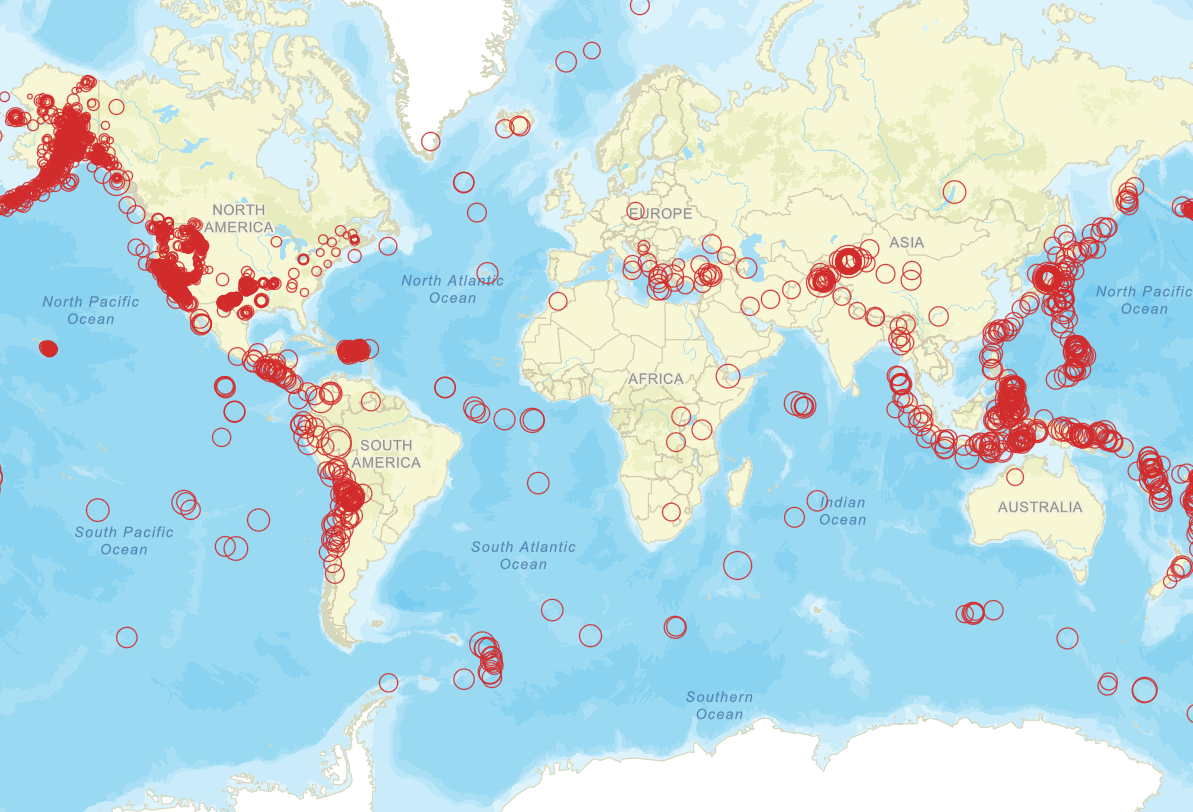 NORTH
AMERICA
EUROPE
ASIA
North Atlantic
Ocean
North Pacific
Ocean
North Pacific
Ocean
AFRICA
SOUTH
AMERICA
Indian
Ocean
AUSTRALIA
South Pacific
Ocean
South Atlantic
Ocean
Southern
Ocean